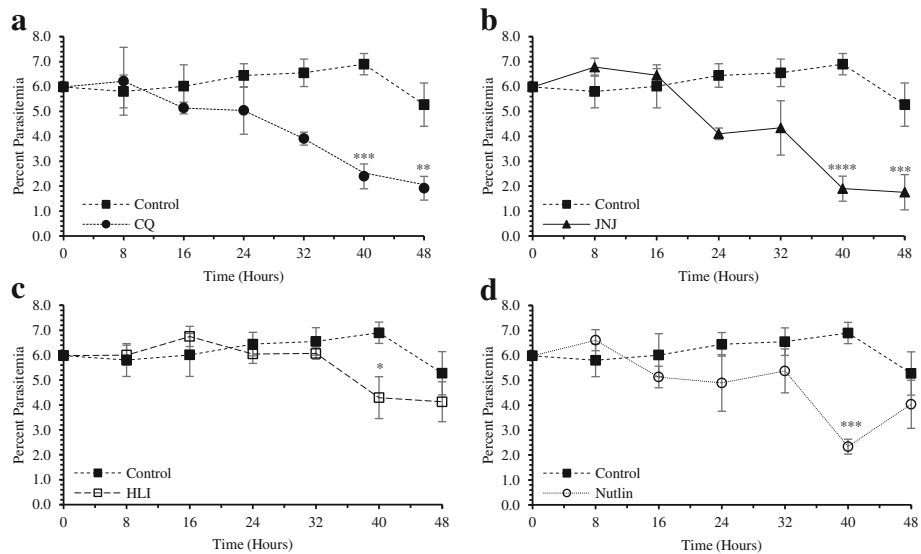 a
Percent Parasitemia
8.0
7.0
6.0
5.0
4.0
3.0
2.0
1.0
0.0
***
**
Control
CQ
0 8 16 24 32 40 48
Time (Hours)
b
Percent Parasitemia
8.0
7.0
6.0
5.0
4.0
3.0
2.0
1.0
0.0
****
***
Control
JNJ
0 8 16 24 32 40 48
Time (Hours)
c
Percent Parasitemia
8.0
7.0
6.0
5.0
4.0
3.0
2.0
1.0
0.0
*
Control
HLI
0 8 16 24 32 40 48
Time (Hours)
d
Percent Parasitemia
8.0
7.0
6.0
5.0
4.0
3.0
2.0
1.0
0.0
***
Control
Nutlin
0 8 16 24 32 40 48
Time (Hours)